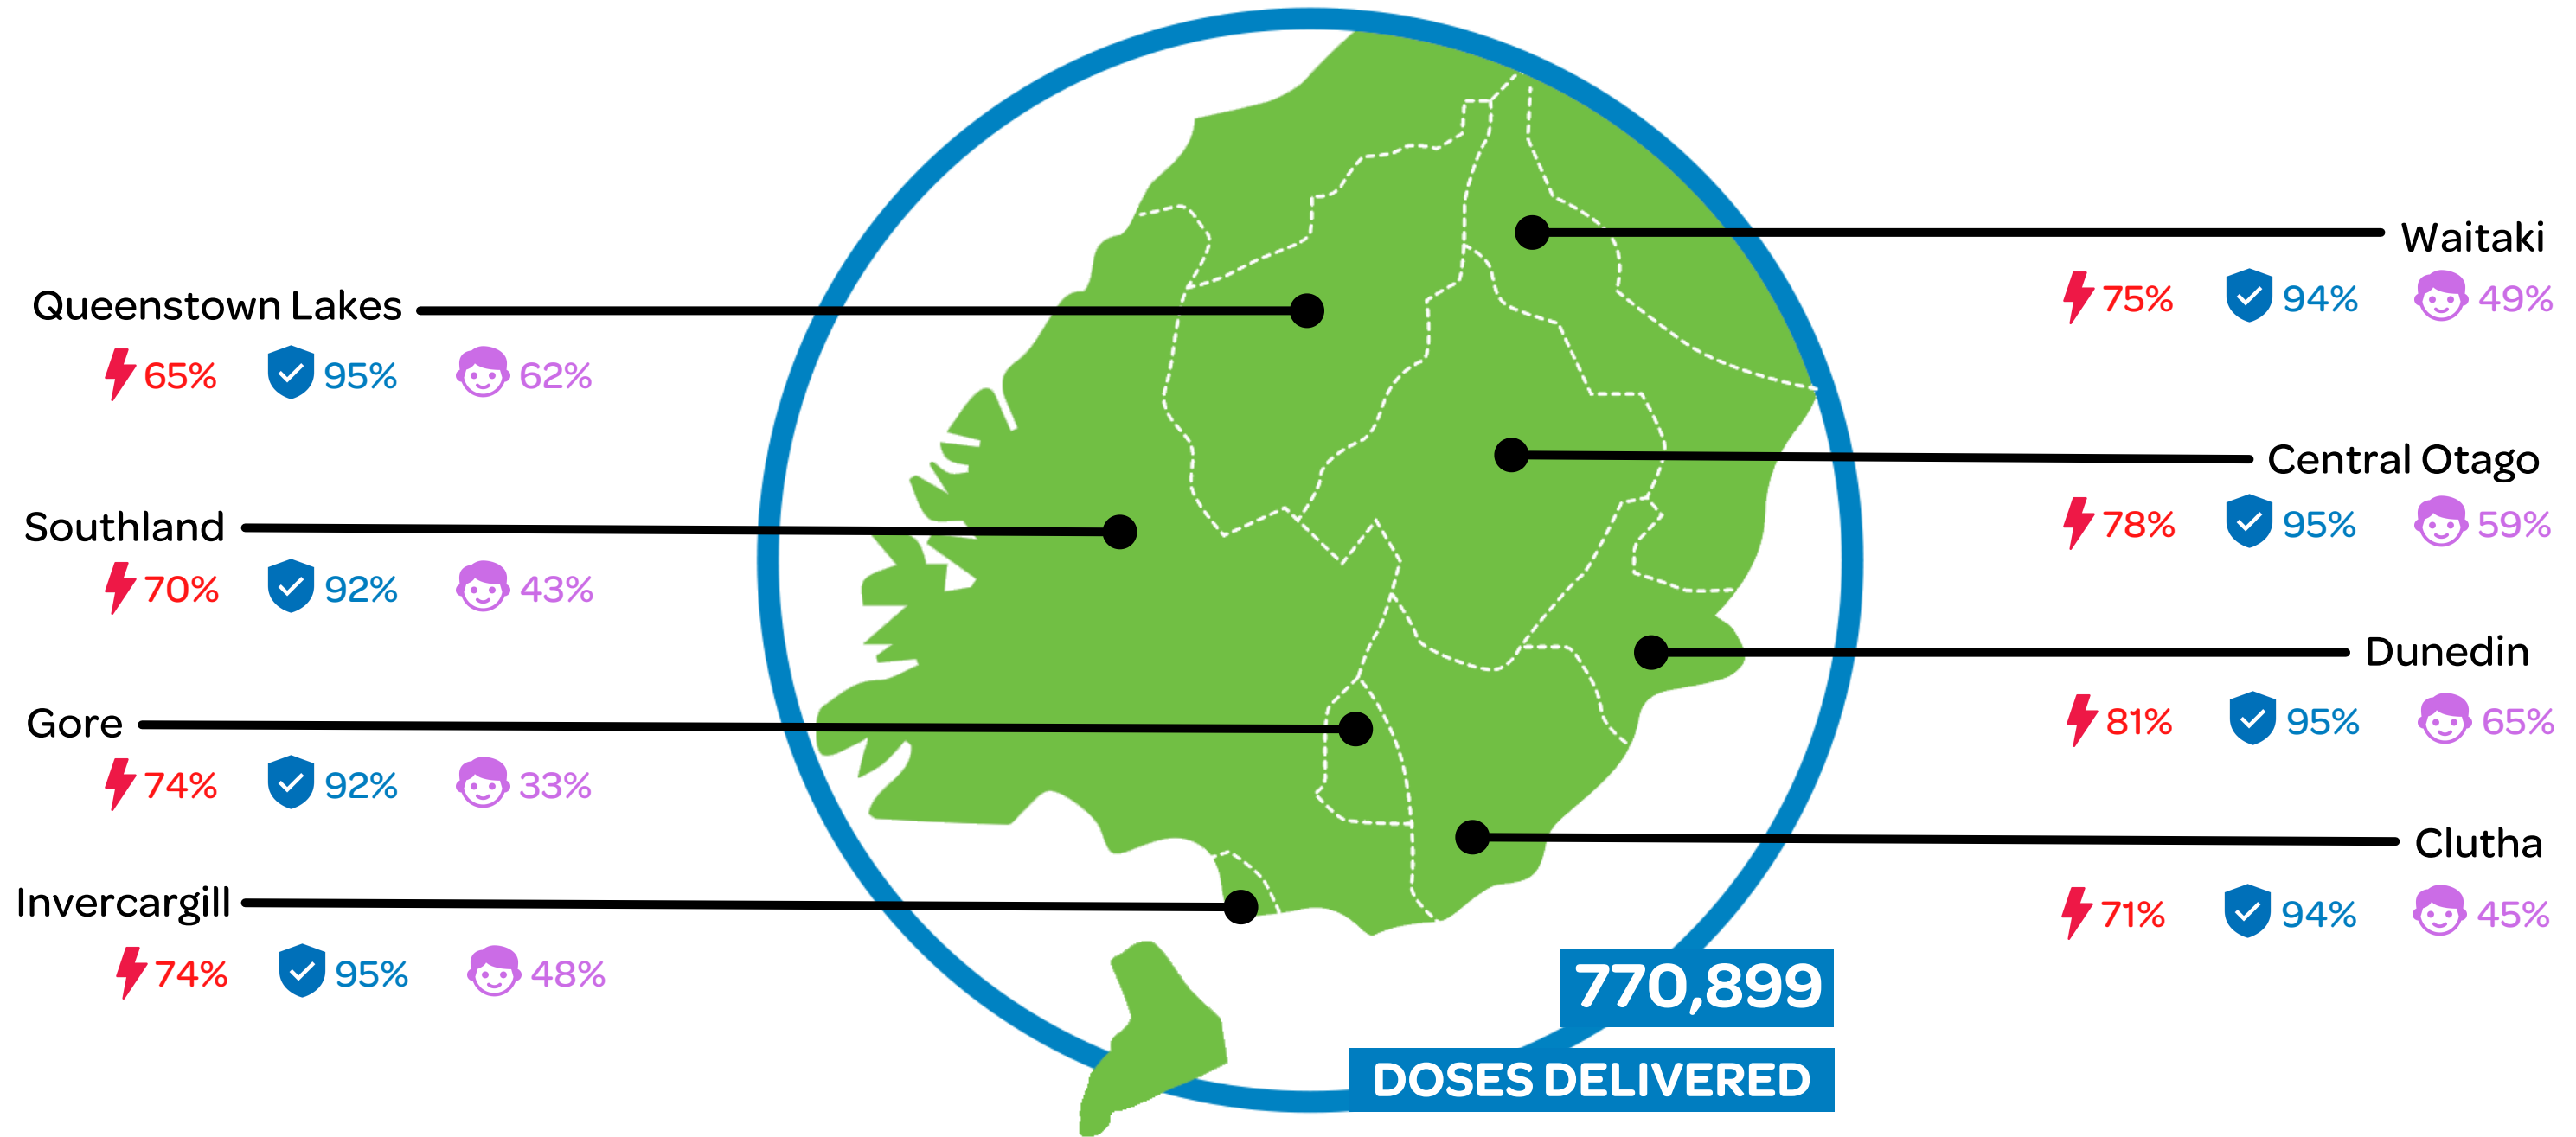 Queenstown Lakes
65% 95% 62%
Southland
70% 92% 43%
Gore
74% 92% 33%
Invercargill
74% 95% 48%
Waitaki
75% 94% 49%
Central Otago
78% 95% 59%
Dunedin
81% 95% 65%
Clutha
71% 94% 45%
770,899
DOSES DELIVERED